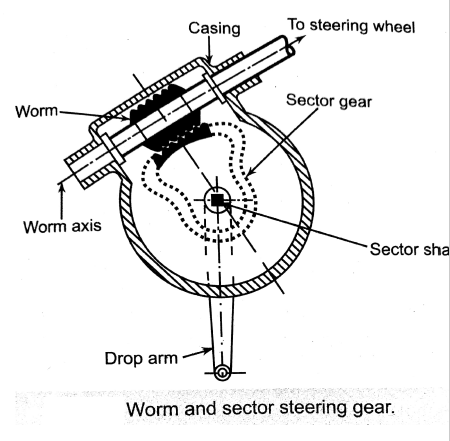 To steering wheel
Casing
Sector gear
Worm
Worm axis
Sector sha
Drop arm
Worm and sector steering gear.